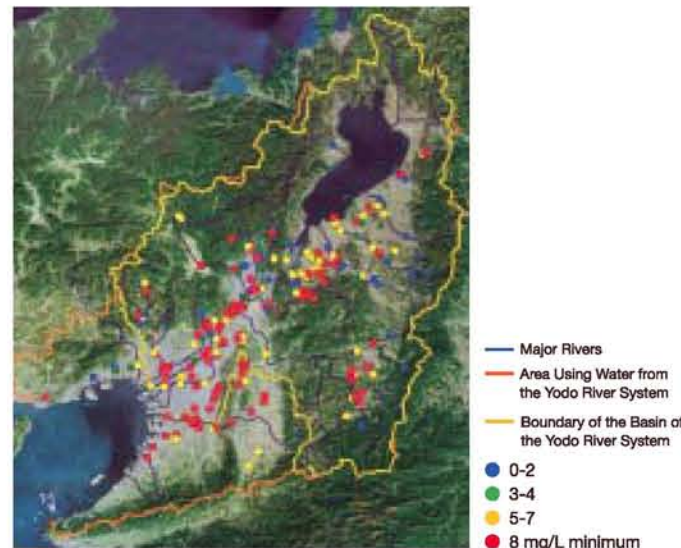 Major Rivers
Area Using Water from
the Yodo River System
Boundary of the Basin of
the Yodo River System
0-2
3-4
5-7
8 mg/L minimum